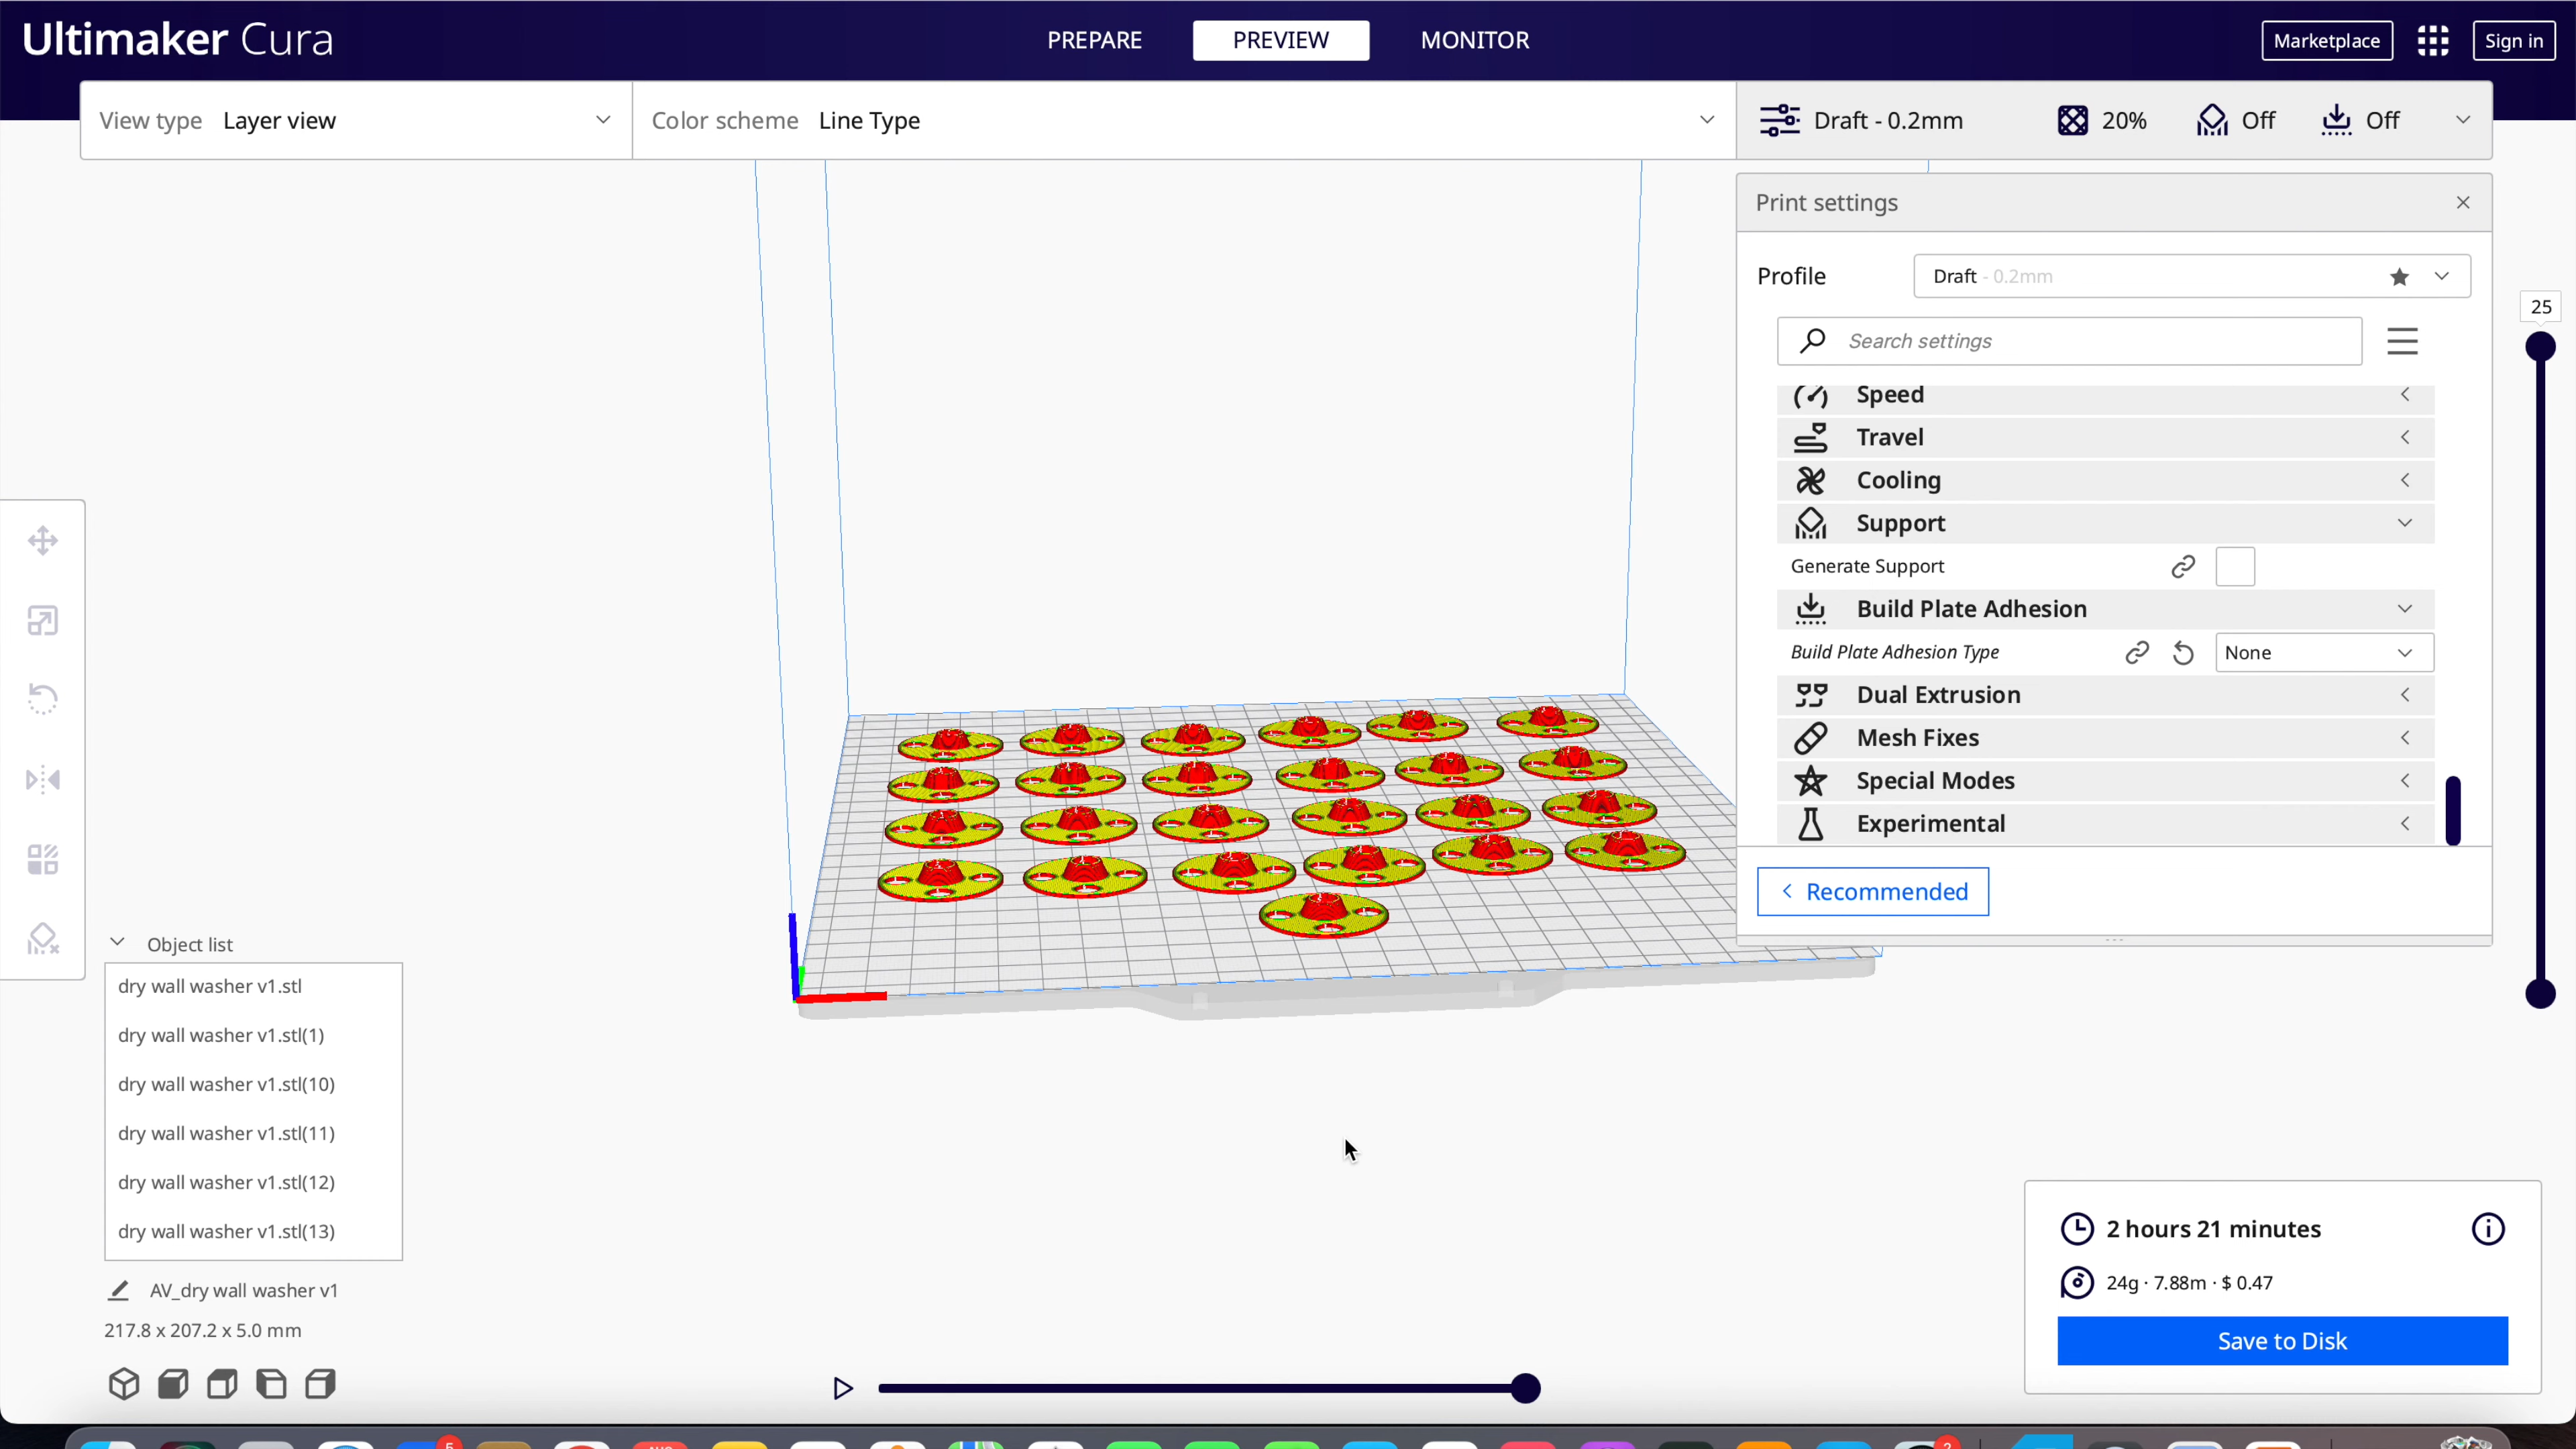 Ultimaker Cura
PREPARE
PREVIEW
MONITOR
Marketplace
Sign in
View type Layer view
Color scheme Line Type
Draft - 0.2mm
20%
Off
Off
Print settings
Profile
Draft - 0.2mm
Search settings
25
Speed
Travel
Cooling
Support
Generate Support
Build Plate Adhesion
Build Plate Adhesion Type
None
Dual Extrusion
Mesh Fixes
Special Modes
Experimental
Recommended
Object list
dry wall washer v1.stl
dry wall washer v1.stl(1)
dry wall washer v1.stl(10)
dry wall washer v1.stl(11)
dry wall washer v1.stl(12)
dry wall washer v1.stl(13)
AV_dry wall washer v1
217.8 x 207.2 x 5.0 mm
2 hours 21 minutes
24g · 7.88m · $ 0.47
Save to Disk
5
2